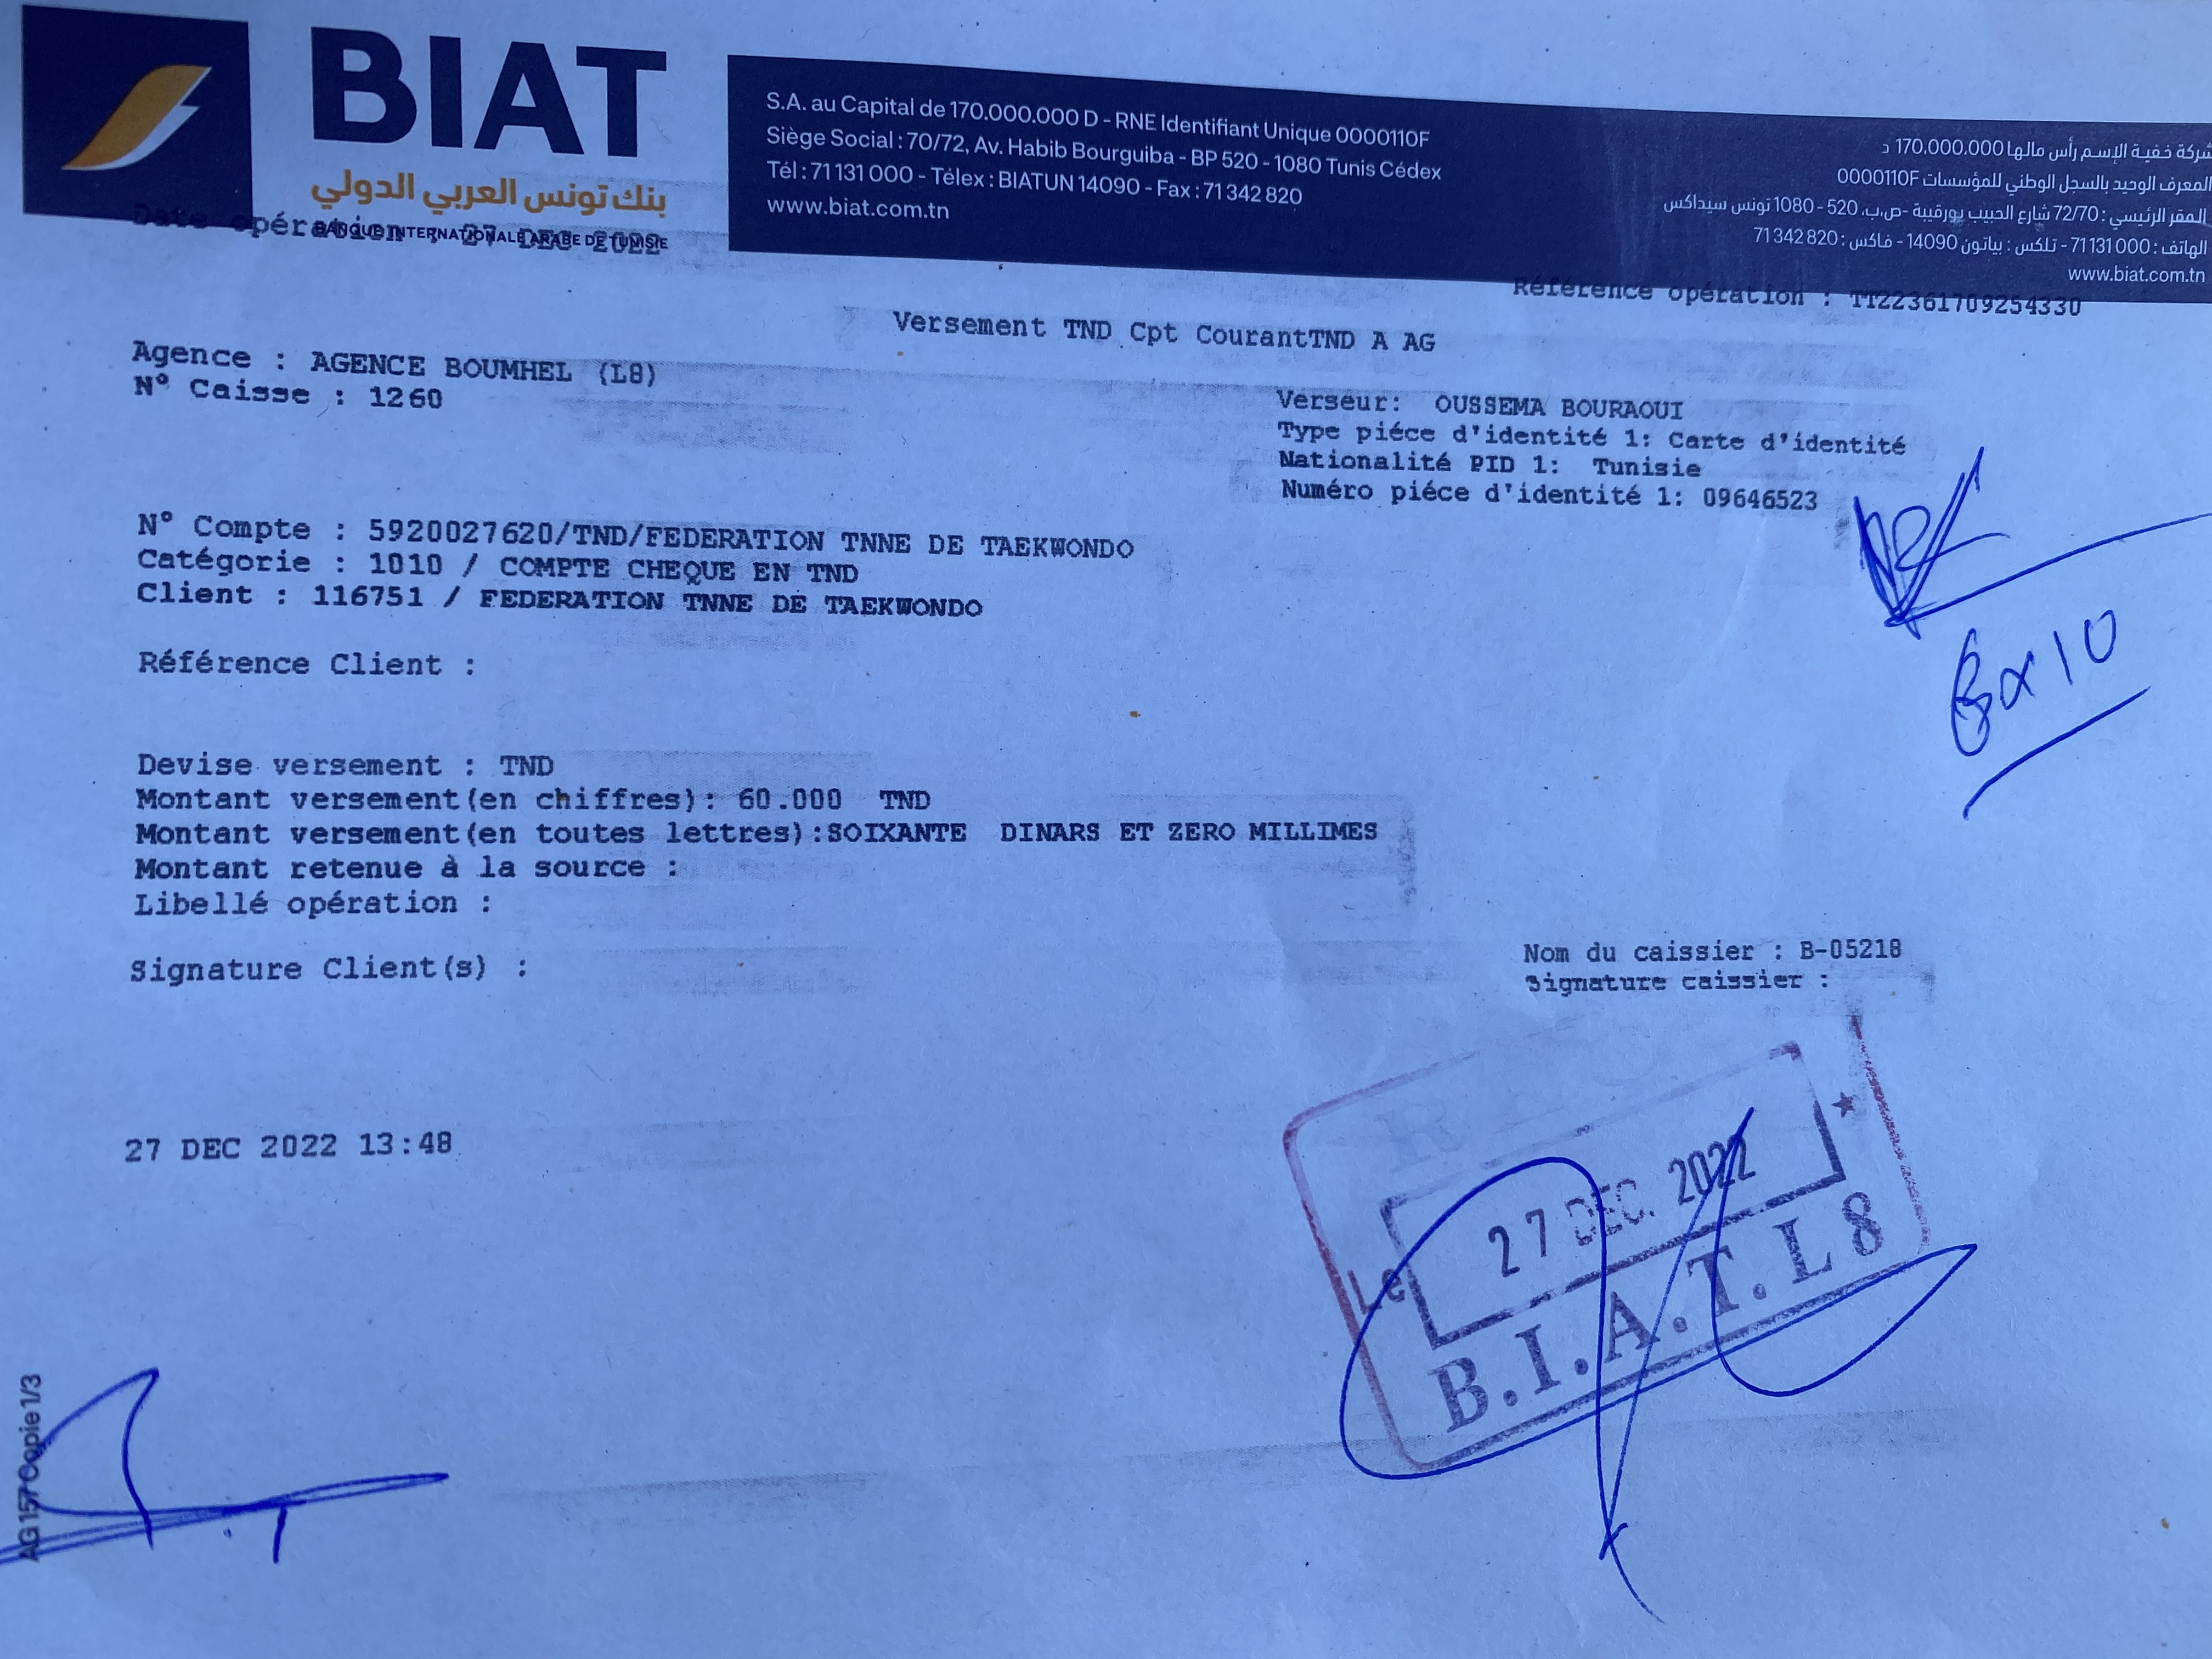 BIAT
بنك تونس العربي الدولي
BANQUE INTERNATIONALE ARABE DE TUNISIE
S.A. au Capital de 170.000.000 D - RNE Identifiant Unique 0000110F
Siège Social : 70/72, Av. Habib Bourguiba - BP 520 - 1080 Tunis Cédex
Tél : 71 131 000 - Télex : BIATUN 14090 - Fax : 71 342 820
www.biat.com.tn
شركة خفية الإسم رأس مالها 170.000.000 د
المعرف الوحيد بالسجل الوطني للمؤسسات 0000110F
المقر الرئيسي : 72/70 شارع الحبيب بورقيبة -ص.ب. 520 - 1080 تونس سيداكس
الهاتف : 71 131 000 - تلكس : بياتون 14090 - فاكس : 71 342 820
www.biat.com.tn
Date opération : 27 DEC 2022
Référence opération : TT22361709254330
Versement TND Cpt CourantTND A AG
Agence : AGENCE BOUMHEL (L8)
N° Caisse : 1260
Verseur: OUSSEMA BOURAOUI
Type piéce d'identité 1: Carte d'identité
Nationalité PID 1: Tunisie
Numéro piéce d'identité 1: 09646523
N° Compte : 5920027620/TND/FEDERATION TNNE DE TAEKWONDO
Catégorie : 1010 / COMPTE CHEQUE EN TND
Client : 116751 / FEDERATION TNNE DE TAEKWONDO
Référence Client :
Devise versement : TND
Montant versement(en chiffres): 60.000 TND
Montant versement(en toutes lettres):SOIXANTE DINARS ET ZERO MILLIMES
Montant retenue à la source :
Libellé opération :
Signature Client(s) :
Nom du caissier : B-05218
Signature caissier :
27 DEC 2022 13:48
Le 27 DEC. 2022
B.I.A.T. L 8
AG 157 Copie 1/3